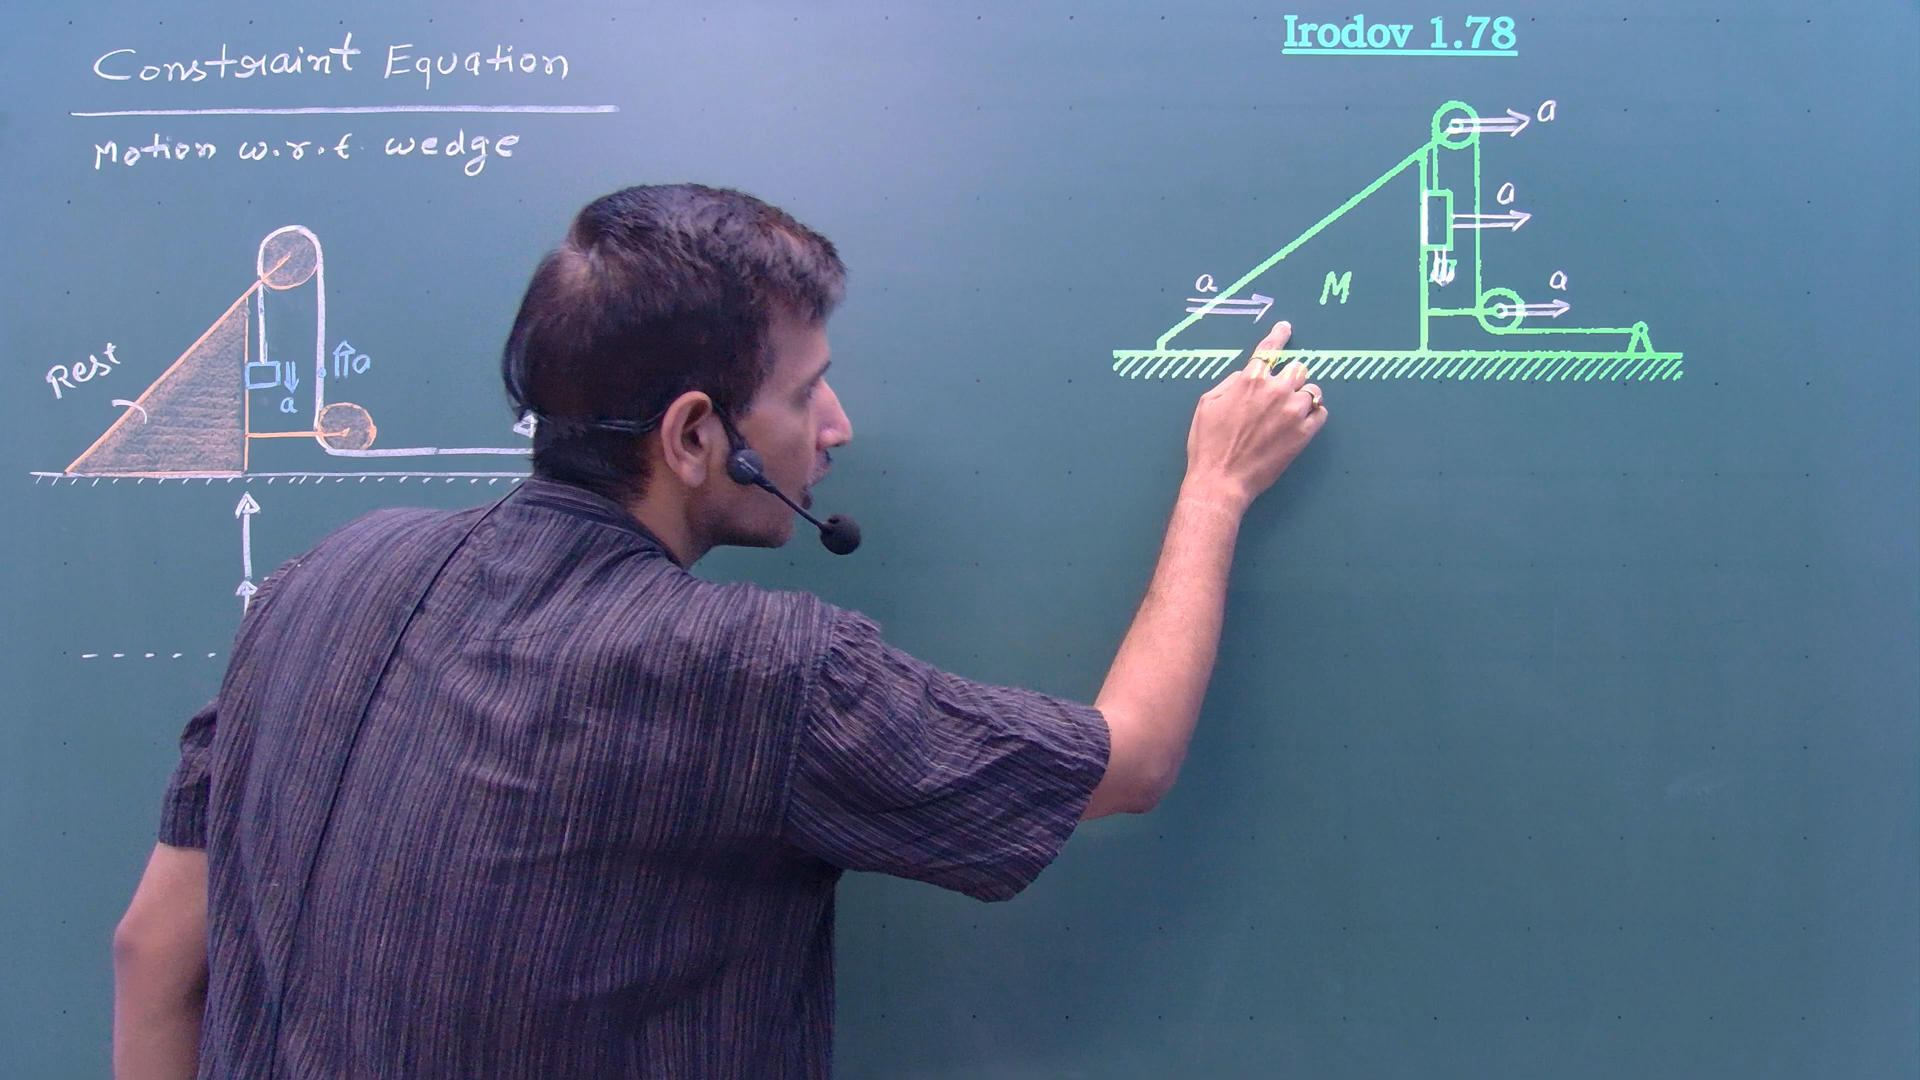 Constraint Equation
Motion w.r.t. wedge
Rest
a
a
Irodov 1.78
a
a
a
a
M